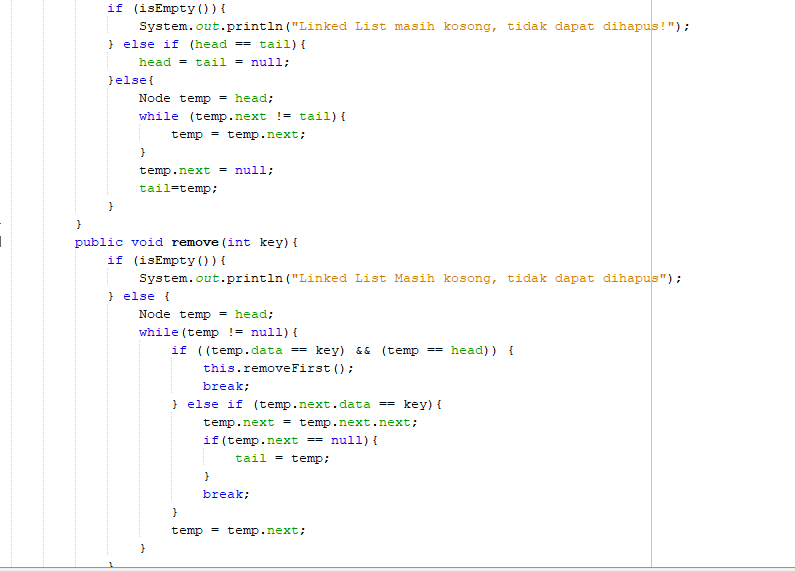 if (isEmpty()){
System.out.println("Linked List masih kosong, tidak dapat dihapus!");
} else if (head == tail){
head = tail = null;
}else{
Node temp = head;
while (temp.next != tail){
temp = temp.next;
}
temp.next = null;
tail=temp;
}
}
public void remove(int key){
if (isEmpty()){
System.out.println("Linked List Masih kosong, tidak dapat dihapus");
} else {
Node temp = head;
while(temp != null){
if ((temp.data == key) && (temp == head)) {
this.removeFirst();
break;
} else if (temp.next.data == key){
temp.next = temp.next.next;
if(temp.next == null){
tail = temp;
}
break;
}
temp = temp.next;
}
}